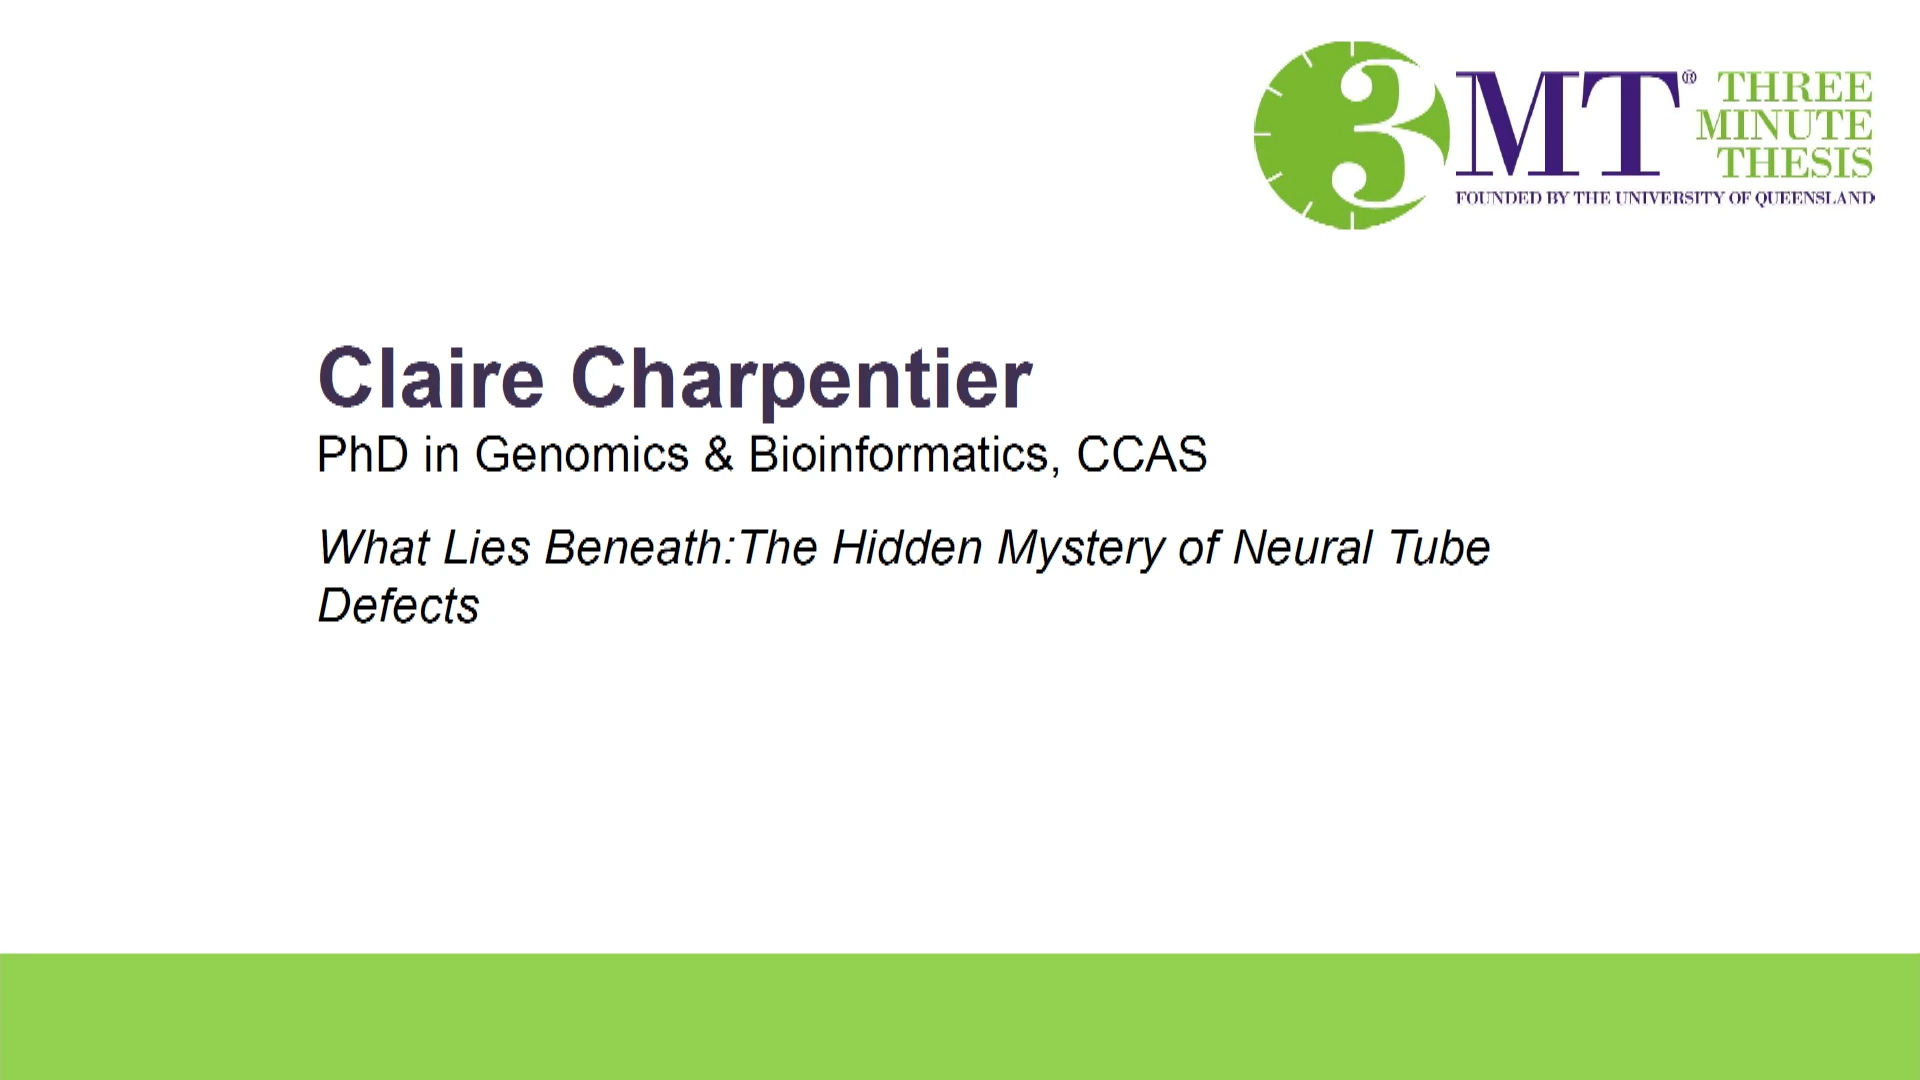 3MT® THREE
MINUTE
THESIS
FOUNDED BY THE UNIVERSITY OF QUEENSLAND
Claire Charpentier
PhD in Genomics & Bioinformatics, CCAS
What Lies Beneath:The Hidden Mystery of Neural Tube
Defects